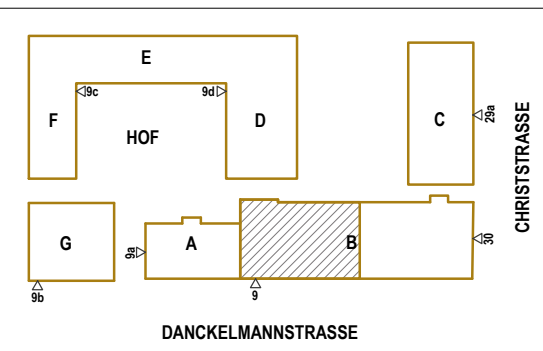 E
9c
9d
F
HOF
D
C
29a
CHRISTSTRASSE
G
9a
A
B
30
9b
9
DANCKELMANNSTRASSE